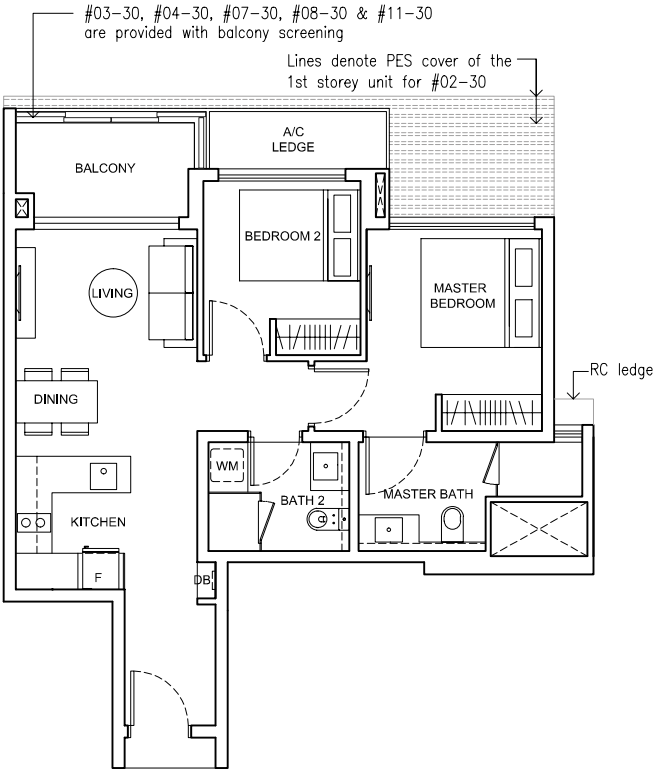 #03-30, #04-30, #07-30, #08-30 & #11-30
are provided with balcony screening
Lines denote PES cover of the
1st storey unit for #02-30
A/C
LEDGE
BALCONY
BEDROOM 2
LIVING
MASTER
BEDROOM
RC ledge
DINING
WM
BATH 2
MASTER BATH
KITCHEN
F
DB